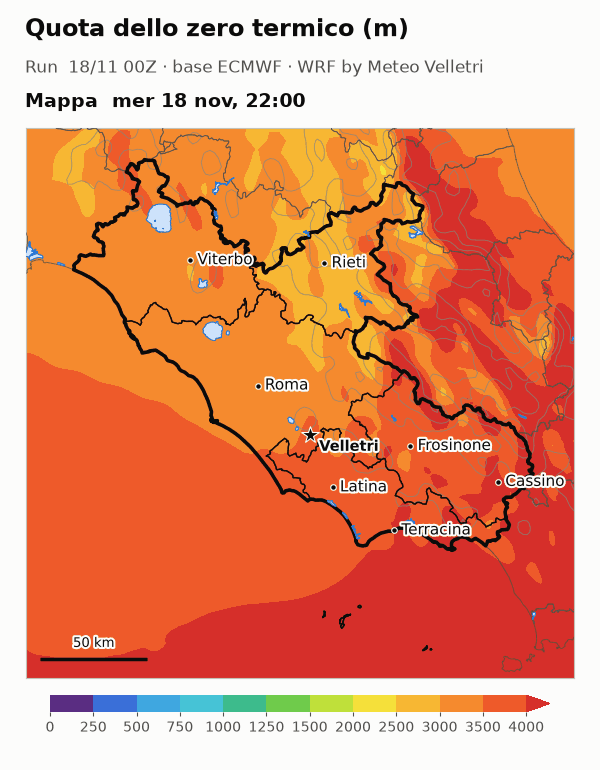 Quota dello zero termico (m)
Run  18/11 00Z · base ECMWF · WRF by Meteo Velletri
Mappa  mer 18 nov, 22:00
Viterbo
Rieti
Roma
Velletri
Frosinone
Cassino
Latina
Terracina
50 km
0 250 500 750 1000 1250 1500 2000 2500 3000 3500 4000